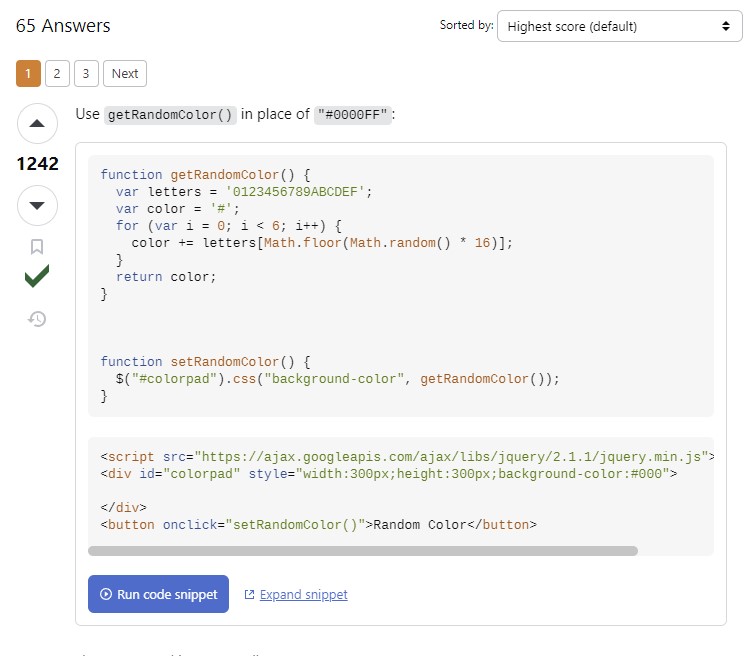 65 Answers
Sorted by: Highest score (default)
1 2 3 Next
Use getRandomColor() in place of "#0000FF":
1242
function getRandomColor() {
  var letters = '0123456789ABCDEF';
  var color = '#';
  for (var i = 0; i < 6; i++) {
    color += letters[Math.floor(Math.random() * 16)];
  }
  return color;
}
function setRandomColor() {
  $("#colorpad").css("background-color", getRandomColor());
}
<script src="https://ajax.googleapis.com/ajax/libs/jquery/2.1.1/jquery.min.js">
<div id="colorpad" style="width:300px;height:300px;background-color:#000">
</div>
<button onclick="setRandomColor()">Random Color</button>
Run code snippet Expand snippet